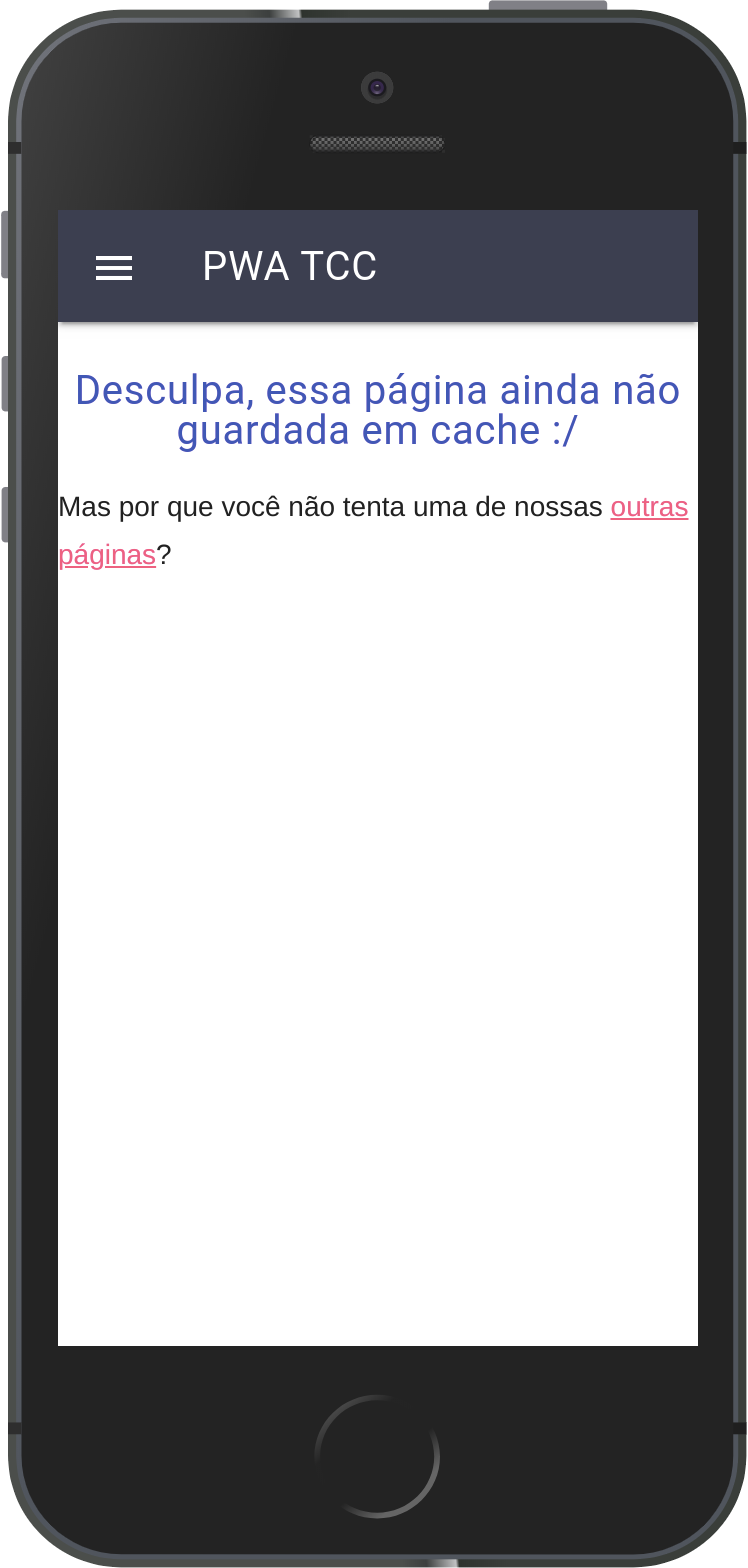 PWA TCC
Desculpa, essa página ainda não
guardada em cache :/
Mas por que você não tenta uma de nossas outras
páginas?